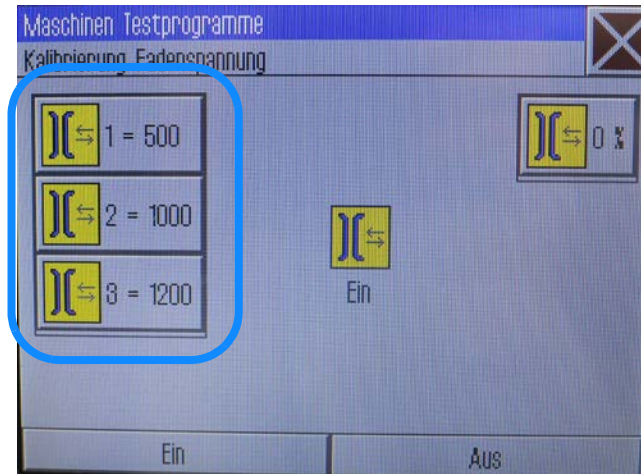 Maschinen Testprogramme
Kalibrierung Fadenspannung
1 = 500
0 %
2 = 1000
3 = 1200
Ein
Ein
Aus